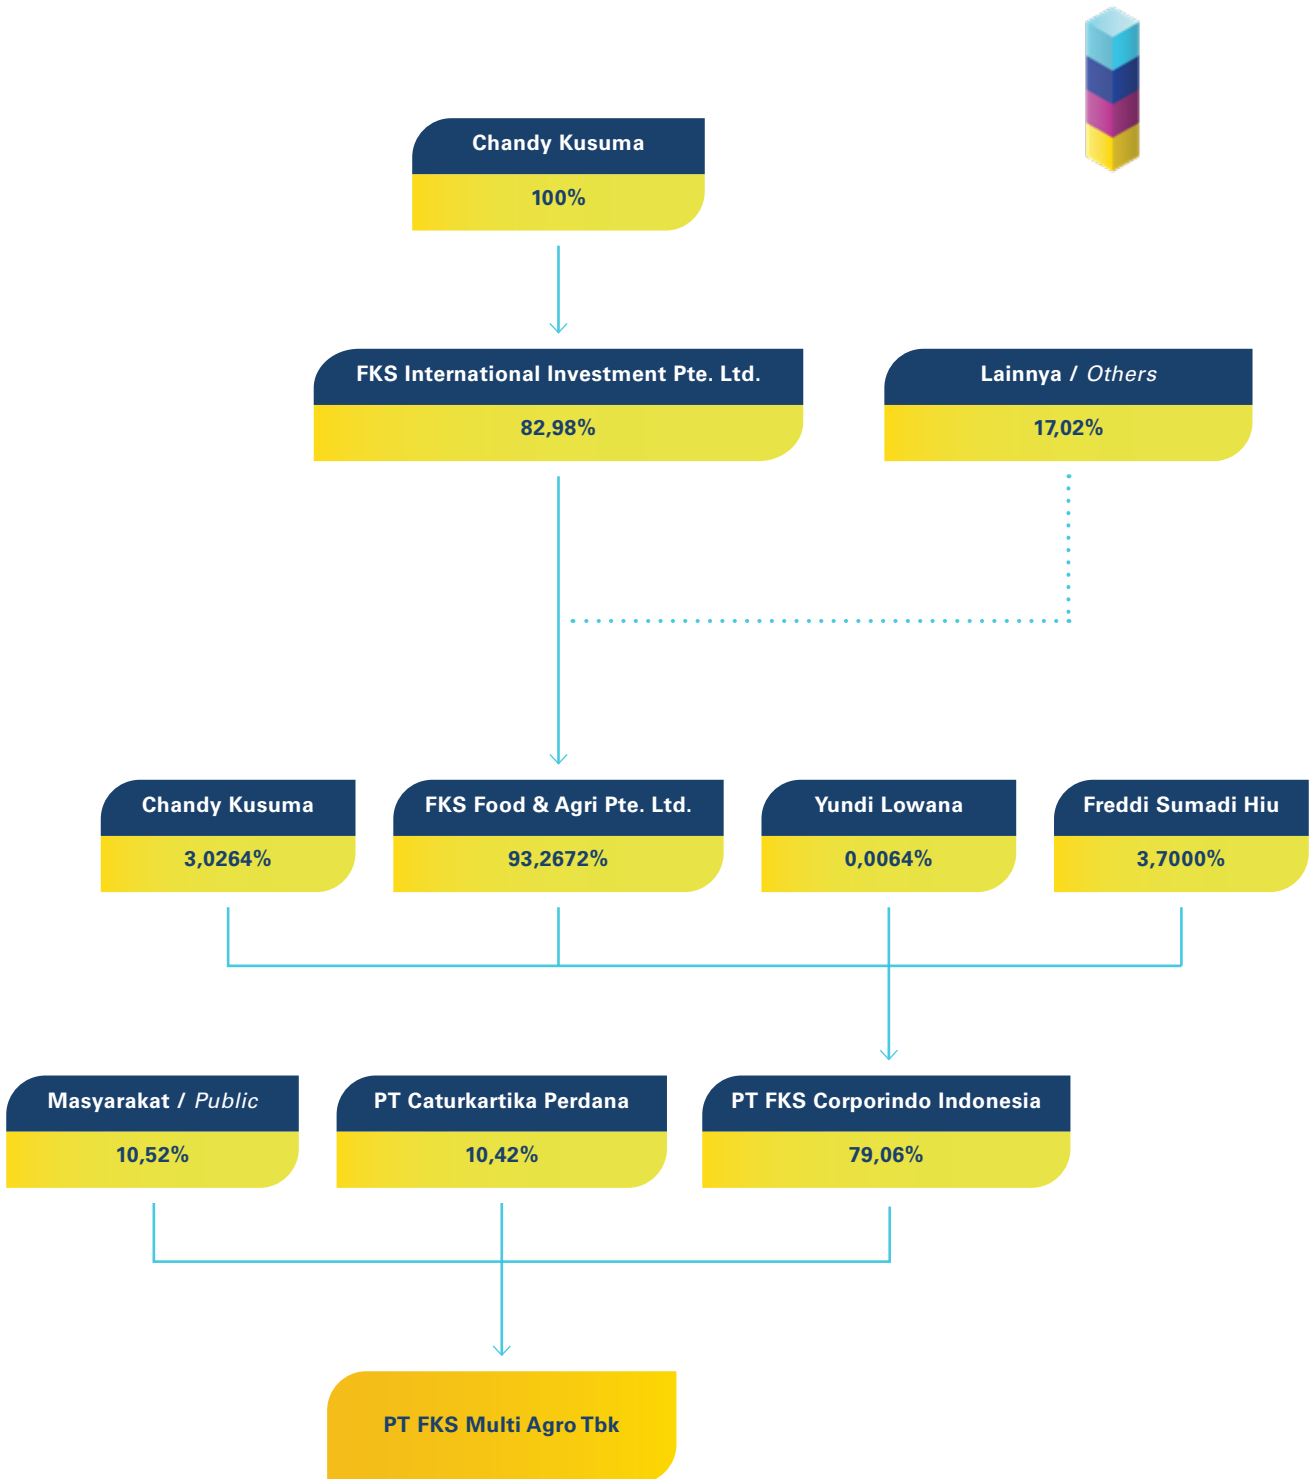 Chandy Kusuma
100%
FKS International Investment Pte. Ltd.
82,98%
Lainnya / Others
17,02%
Chandy Kusuma
3,0264%
FKS Food & Agri Pte. Ltd.
93,2672%
Yundi Lowana
0,0064%
Freddi Sumadi Hiu
3,7000%
Masyarakat / Public
10,52%
PT Caturkartika Perdana
10,42%
PT FKS Corporindo Indonesia
79,06%
PT FKS Multi Agro Tbk